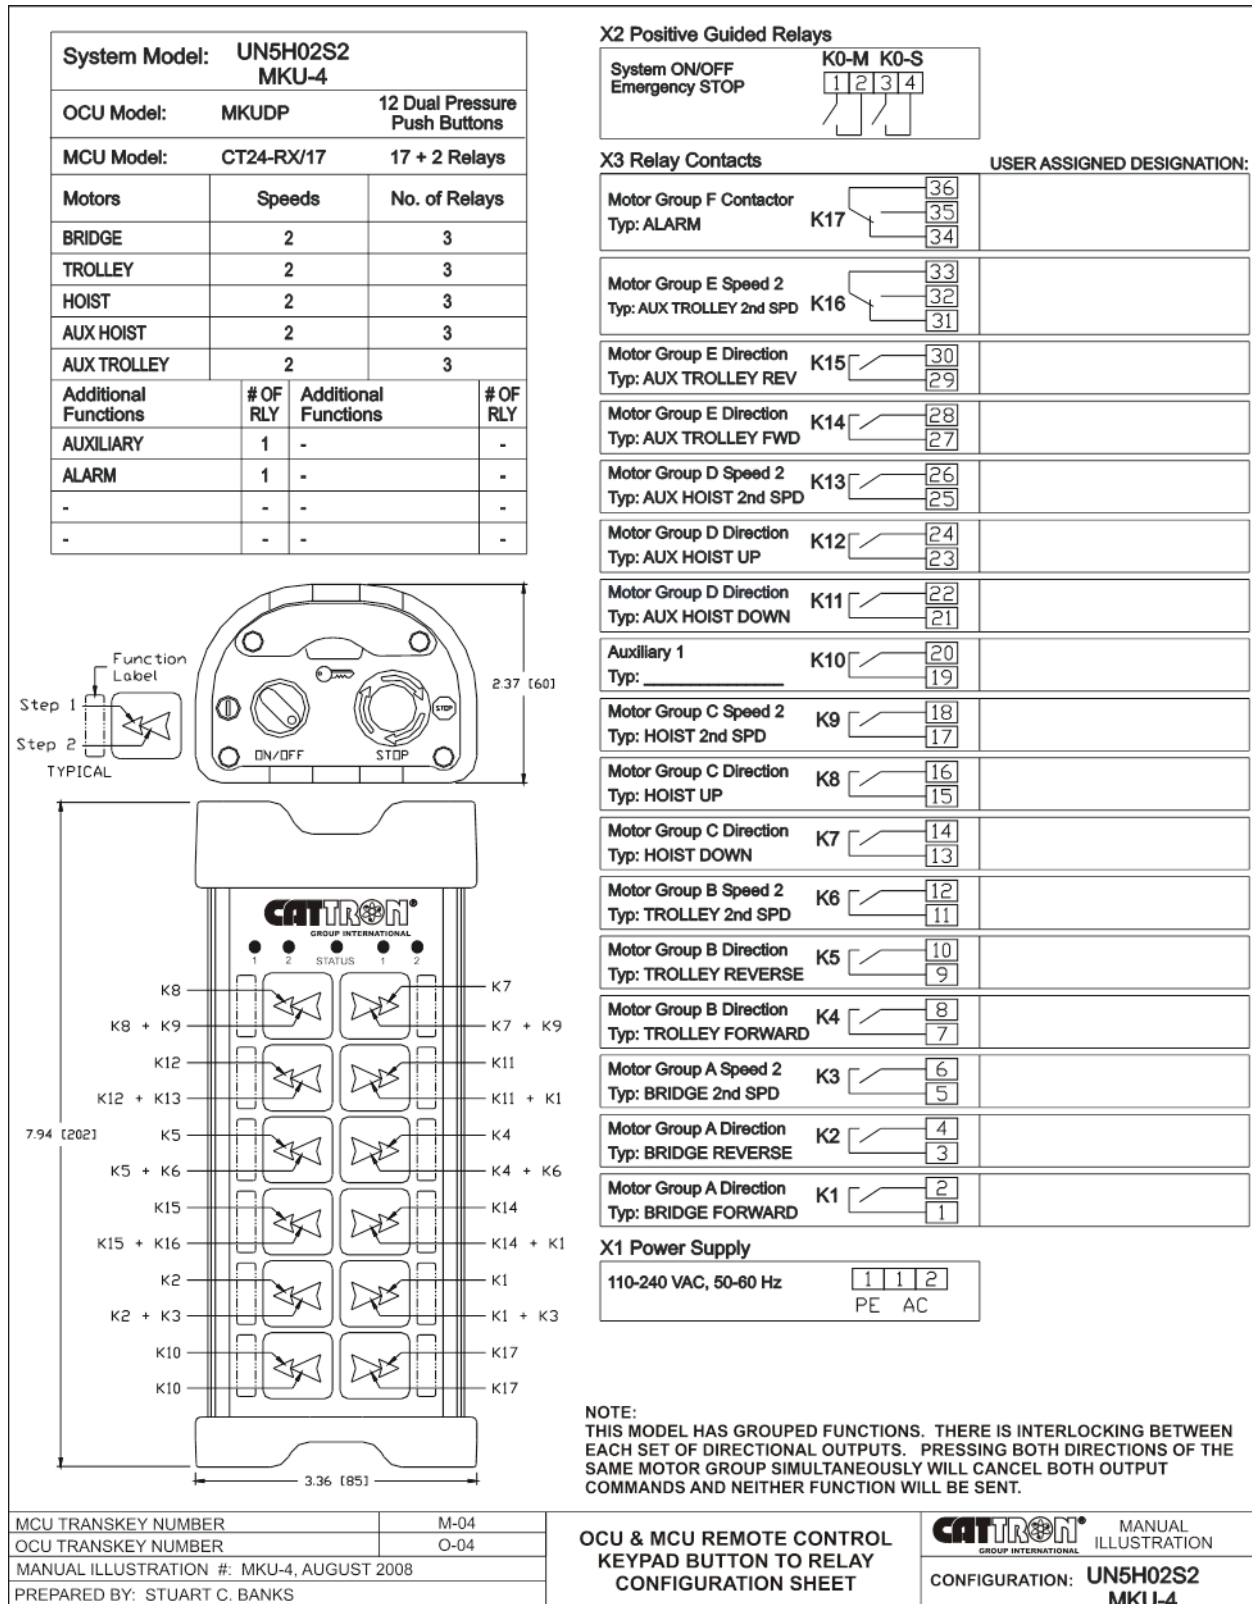 System Model: UN5H02S2
MKU-4
OCU Model: MKUDP 12 Dual Pressure
Push Buttons
MCU Model: CT24-RX/17 17 + 2 Relays
Motors Speeds No. of Relays
BRIDGE 2 3
TROLLEY 2 3
HOIST 2 3
AUX HOIST 2 3
AUX TROLLEY 2 3
Additional Functions # OF RLY Additional Functions # OF RLY
AUXILIARY 1 - -
ALARM 1 - -
- - - -
- - - -
Function
Label
Step 1
Step 2
TYPICAL
ON/OFF
STOP
STOP
2.37 [60]
7.94 [202]
CATTRON®
GROUP INTERNATIONAL
1 2 STATUS 1 2
K8 K7
K8 + K9 K7 + K9
K12 K11
K12 + K13 K11 + K1
K5 K4
K5 + K6 K4 + K6
K15 K14
K15 + K16 K14 + K1
K2 K1
K2 + K3 K1 + K3
K10 K17
K10 K17
3.36 [85]
X2 Positive Guided Relays
System ON/OFF
Emergency STOP
K0-M K0-S
1 2 3 4
X3 Relay Contacts USER ASSIGNED DESIGNATION:
Motor Group F Contactor
Typ: ALARM
K17
36
35
34
Motor Group E Speed 2
Typ: AUX TROLLEY 2nd SPD
K16
33
32
31
Motor Group E Direction
Typ: AUX TROLLEY REV
K15
30
29
Motor Group E Direction
Typ: AUX TROLLEY FWD
K14
28
27
Motor Group D Speed 2
Typ: AUX HOIST 2nd SPD
K13
26
25
Motor Group D Direction
Typ: AUX HOIST UP
K12
24
23
Motor Group D Direction
Typ: AUX HOIST DOWN
K11
22
21
Auxiliary 1
Typ: _______________
K10
20
19
Motor Group C Speed 2
Typ: HOIST 2nd SPD
K9
18
17
Motor Group C Direction
Typ: HOIST UP
K8
16
15
Motor Group C Direction
Typ: HOIST DOWN
K7
14
13
Motor Group B Speed 2
Typ: TROLLEY 2nd SPD
K6
12
11
Motor Group B Direction
Typ: TROLLEY REVERSE
K5
10
9
Motor Group B Direction
Typ: TROLLEY FORWARD
K4
8
7
Motor Group A Speed 2
Typ: BRIDGE 2nd SPD
K3
6
5
Motor Group A Direction
Typ: BRIDGE REVERSE
K2
4
3
Motor Group A Direction
Typ: BRIDGE FORWARD
K1
2
1
X1 Power Supply
110-240 VAC, 50-60 Hz
1 1 2
PE AC
NOTE:
THIS MODEL HAS GROUPED FUNCTIONS. THERE IS INTERLOCKING BETWEEN
EACH SET OF DIRECTIONAL OUTPUTS. PRESSING BOTH DIRECTIONS OF THE
SAME MOTOR GROUP SIMULTANEOUSLY WILL CANCEL BOTH OUTPUT
COMMANDS AND NEITHER FUNCTION WILL BE SENT.
MCU TRANSKEY NUMBER M-04
OCU TRANSKEY NUMBER O-04
MANUAL ILLUSTRATION #: MKU-4, AUGUST 2008
PREPARED BY: STUART C. BANKS
OCU & MCU REMOTE CONTROL
KEYPAD BUTTON TO RELAY
CONFIGURATION SHEET
CATTRON®
GROUP INTERNATIONAL
MANUAL
ILLUSTRATION
CONFIGURATION: UN5H02S2
MKU-4